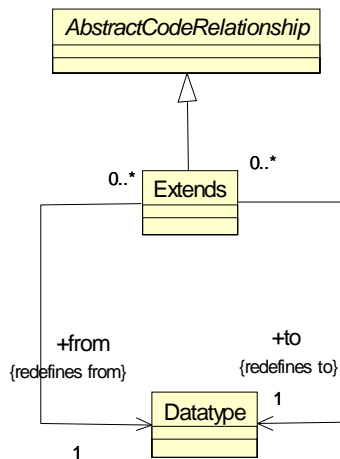 AbstractCodeRelationship
0..*
0..*
Extends
+from
{redefines from}
+to
{redefines to}
1
Datatype
1